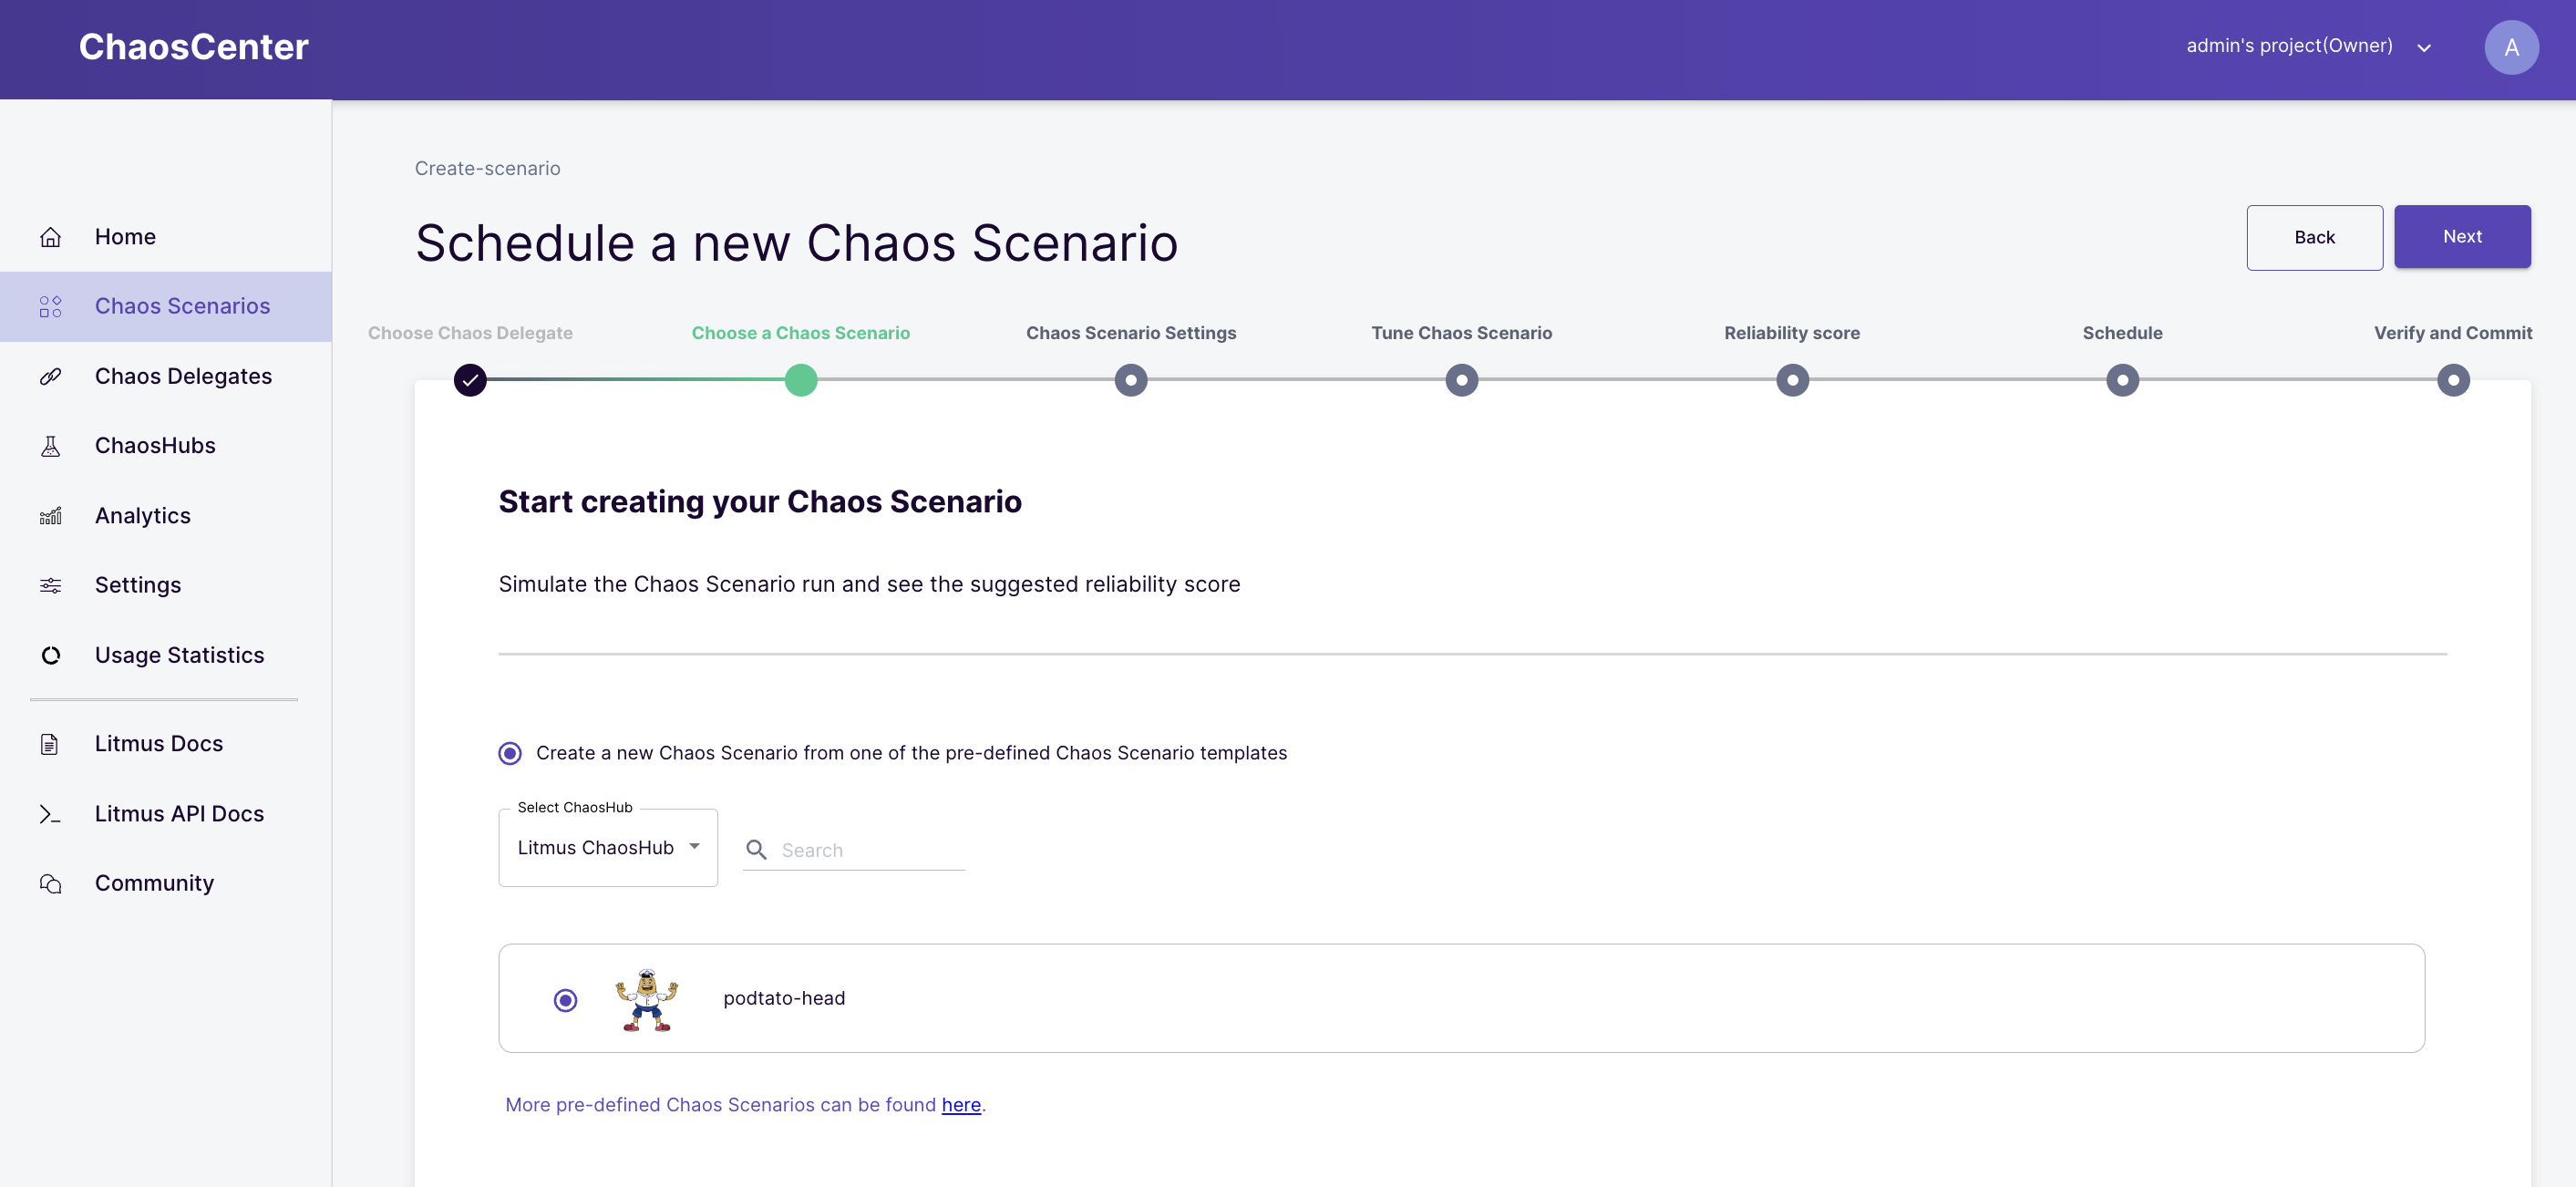 ChaosCenter
admin's project(Owner)
A
Home
Chaos Scenarios
Chaos Delegates
ChaosHubs
Analytics
Settings
Usage Statistics
Litmus Docs
Litmus API Docs
Community
Create-scenario
Schedule a new Chaos Scenario
Back
Next
Choose Chaos Delegate
Choose a Chaos Scenario
Chaos Scenario Settings
Tune Chaos Scenario
Reliability score
Schedule
Verify and Commit
Start creating your Chaos Scenario
Simulate the Chaos Scenario run and see the suggested reliability score
Create a new Chaos Scenario from one of the pre-defined Chaos Scenario templates
Select ChaosHub
Litmus ChaosHub
Search
podtato-head
More pre-defined Chaos Scenarios can be found here.